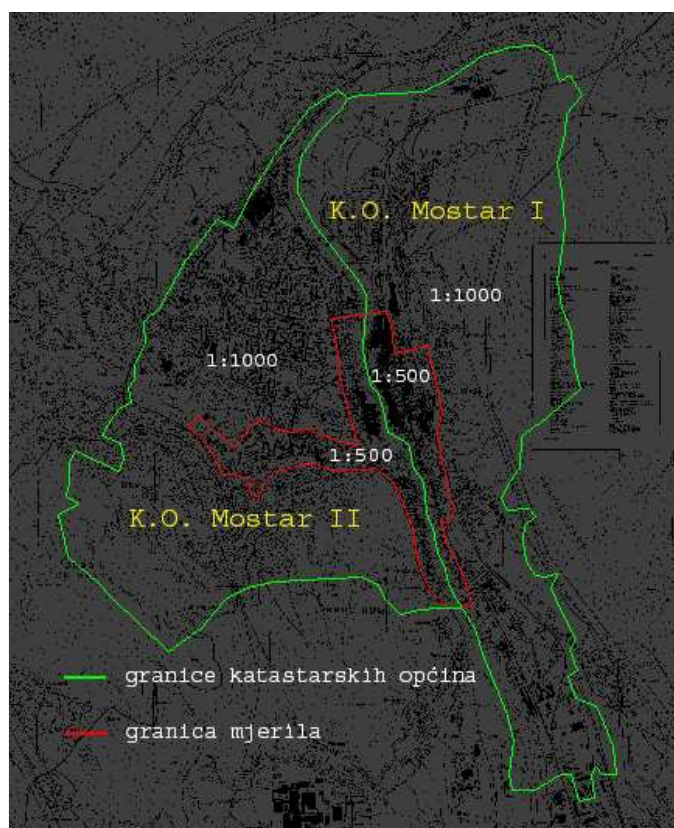 K.O. Mostar I
1:1000
1:1000
1:500
1:500
K.O. Mostar II
granice katastarskih općina
granica mjerila